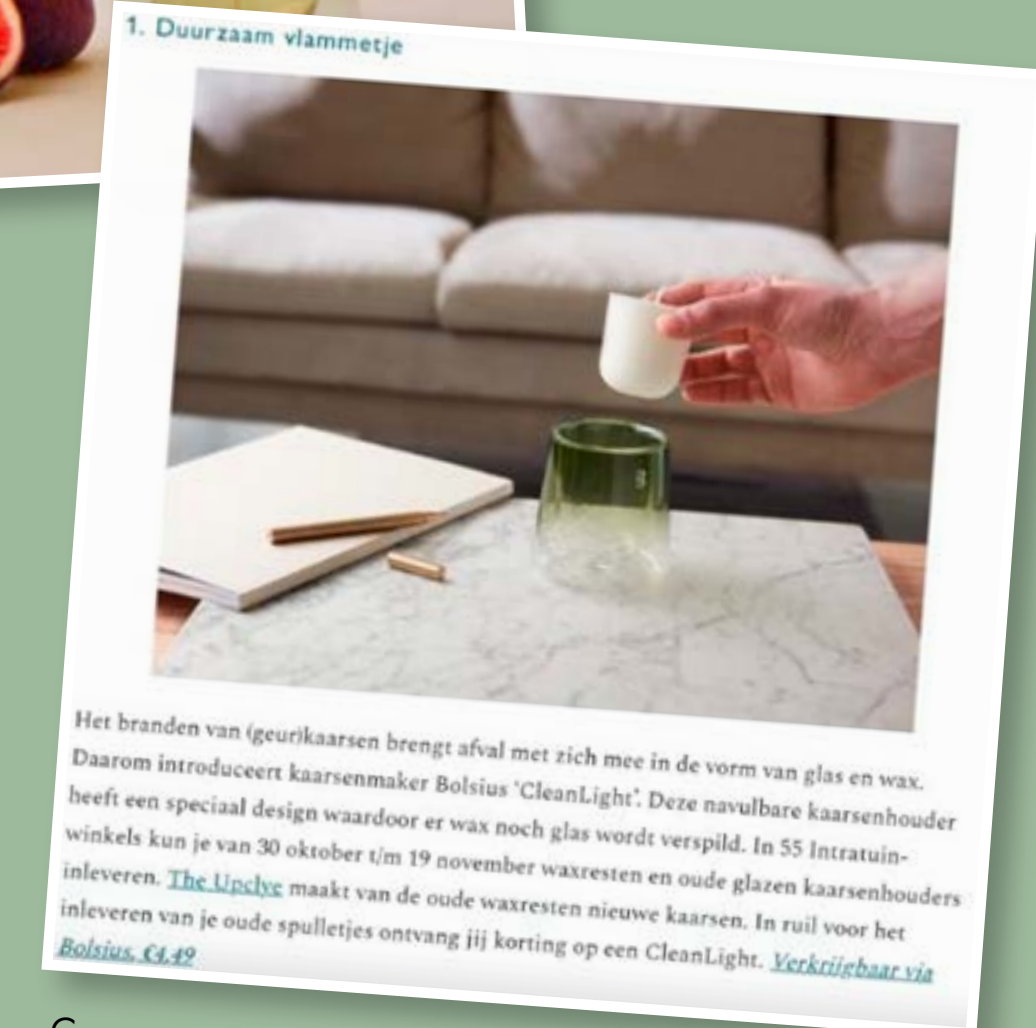 1. Duurzaam vlammetje
Het branden van (geur)kaarsen brengt afval met zich mee in de vorm van glas en wax.
Daarom introduceert kaarsenmaker Bolsius 'CleanLight'. Deze navulbare kaarsenhouder
heeft een speciaal design waardoor er wax noch glas wordt verspild. In 55 Intratuin-
winkels kun je van 30 oktober t/m 19 november waxresten en oude glazen kaarsenhouders
inleveren. The Upclye maakt van de oude waxresten nieuwe kaarsen. In ruil voor het
inleveren van je oude spulletjes ontvang jij korting op een CleanLight. Verkrijgbaar via
Bolsius, €4,49